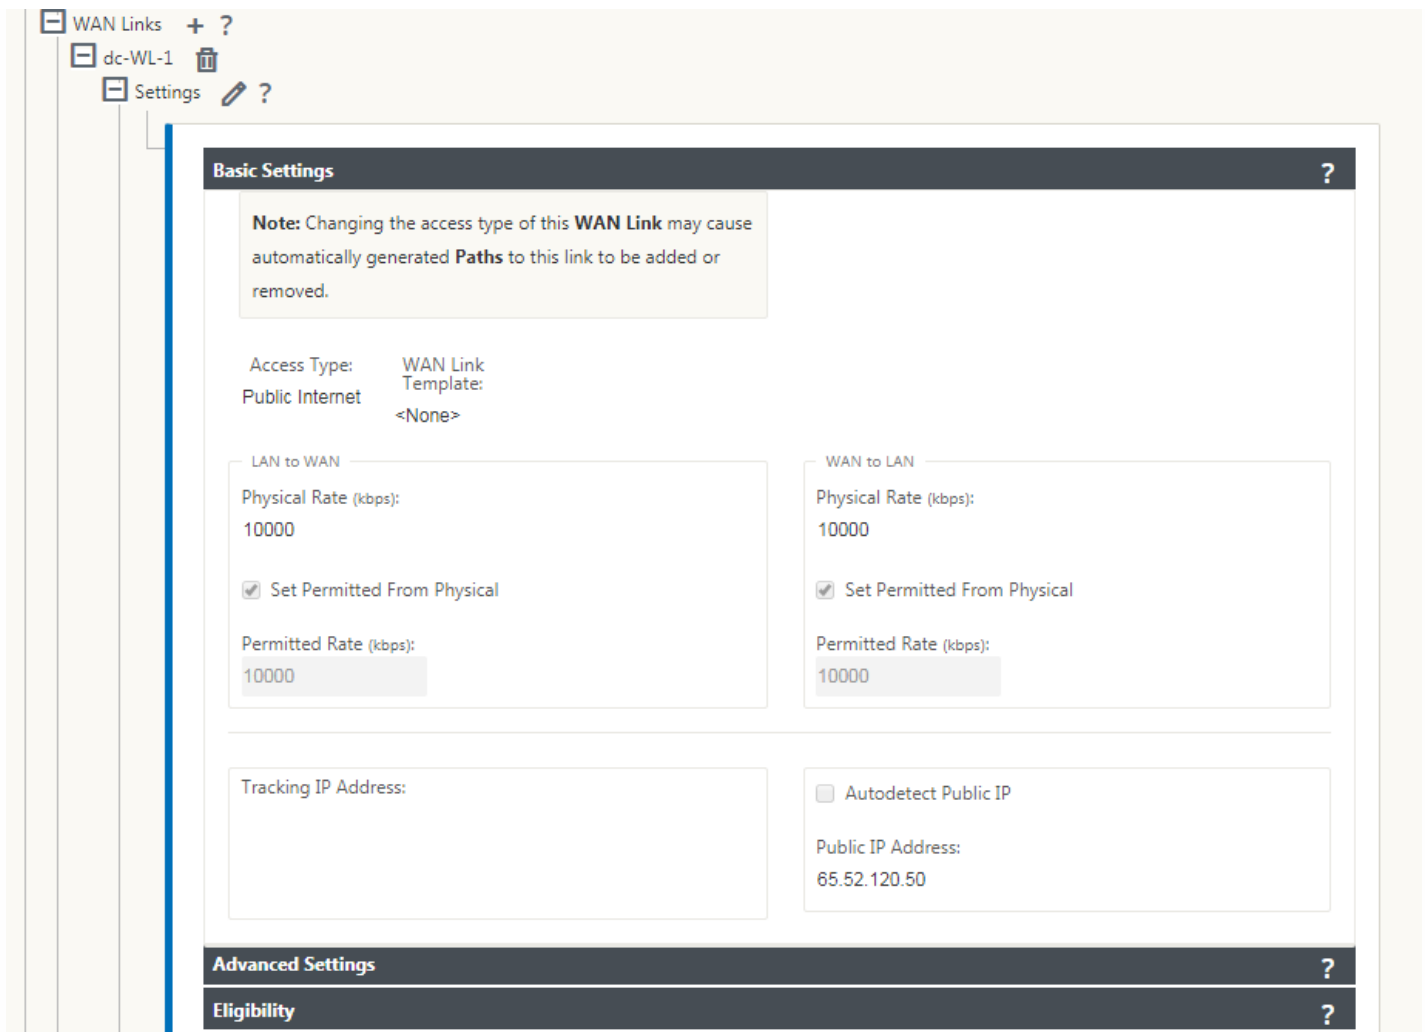 WAN Links + ?
dc-WL-1
Settings ?
Basic Settings ?
Note: Changing the access type of this WAN Link may cause
automatically generated Paths to this link to be added or
removed.
Access Type:
Public Internet
WAN Link
Template:
<None>
LAN to WAN
Physical Rate (kbps):
10000
Set Permitted From Physical
Permitted Rate (kbps):
10000
WAN to LAN
Physical Rate (kbps):
10000
Set Permitted From Physical
Permitted Rate (kbps):
10000
Tracking IP Address:
Autodetect Public IP
Public IP Address:
65.52.120.50
Advanced Settings ?
Eligibility ?